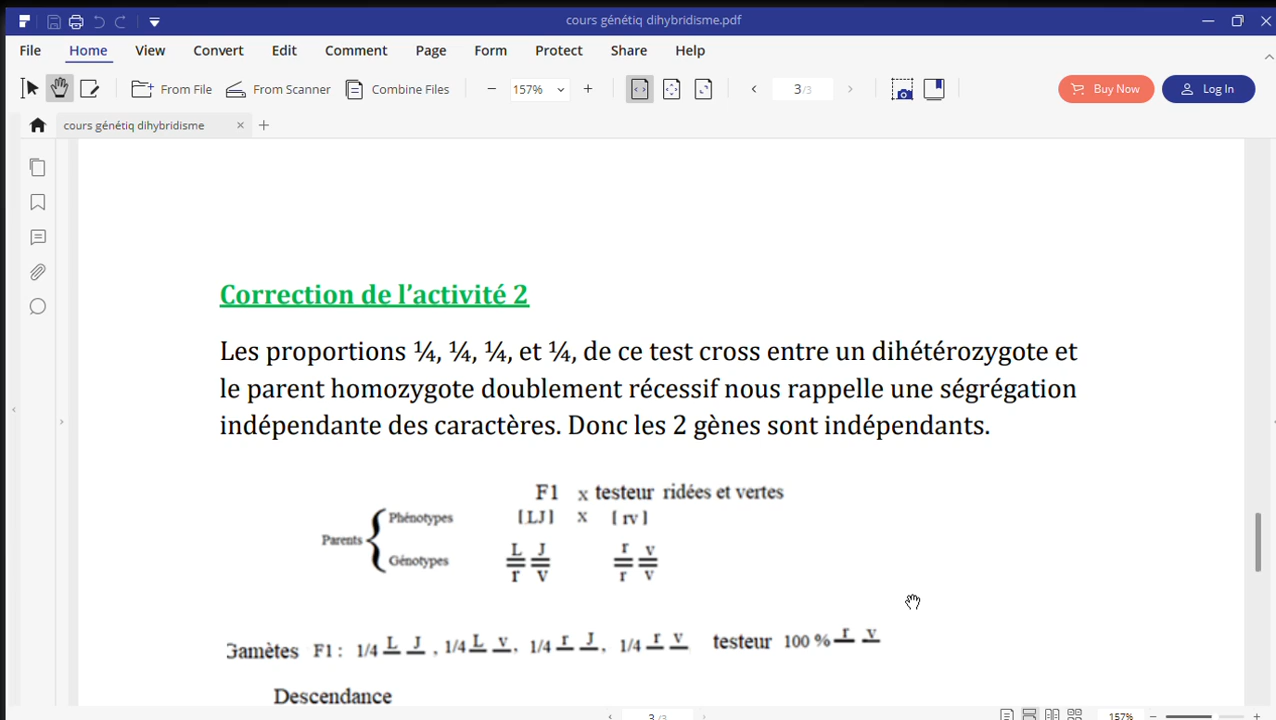 cours génétiq dihybridisme.pdf
File Home View Convert Edit Comment Page Form Protect Share Help
From File From Scanner Combine Files 157% 3/3 Buy Now Log In
cours génétiq dihybridisme
Correction de l'activité 2
Les proportions ¼, ¼, ¼, et ¼, de ce test cross entre un dihétérozygote et
le parent homozygote doublement récessif nous rappelle une ségrégation
indépendante des caractères. Donc les 2 gènes sont indépendants.
F1 x testeur ridées et vertes
Phénotypes [LJ] x [ rv ]
Parents
Génotypes
L J r v
r v r v
Gamètes F1 : 1/4 L J , 1/4 L v, 1/4 r J, 1/4 r v testeur 100 % r v
Descendance
3/3 157%